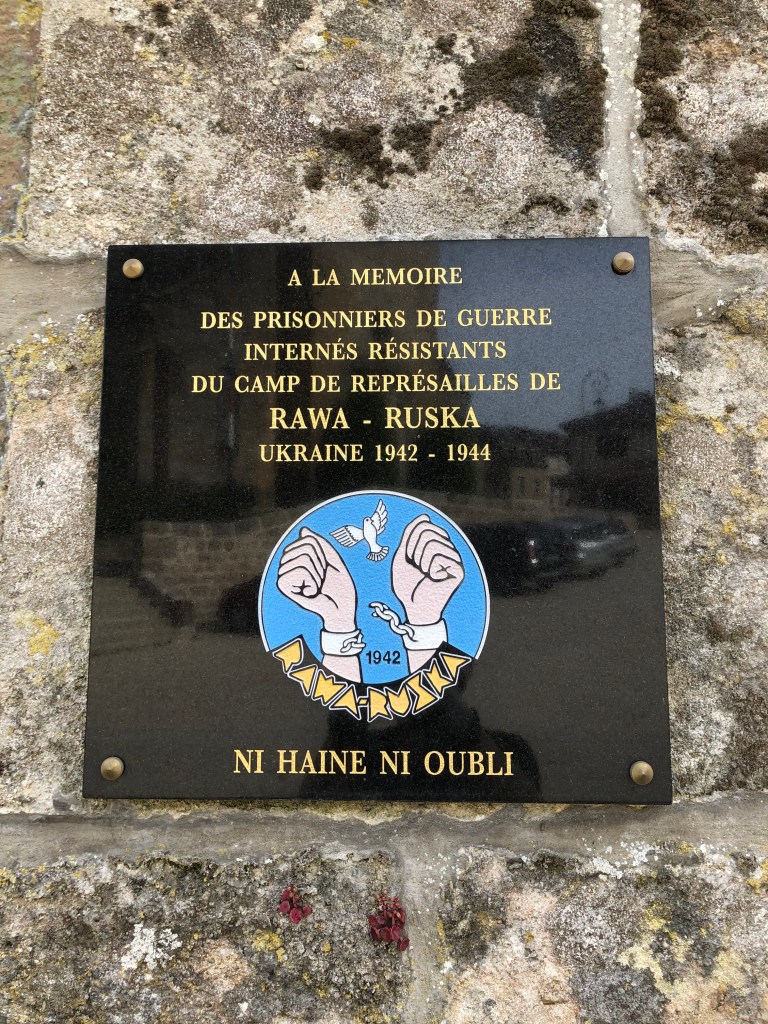 A LA MEMOIRE
DES PRISONNIERS DE GUERRE
INTERNÉS RÉSISTANTS
DU CAMP DE REPRÉSAILLES DE
RAWA - RUSKA
UKRAINE 1942 - 1944
1942
RAWA-RUSKA
NI HAINE NI OUBLI